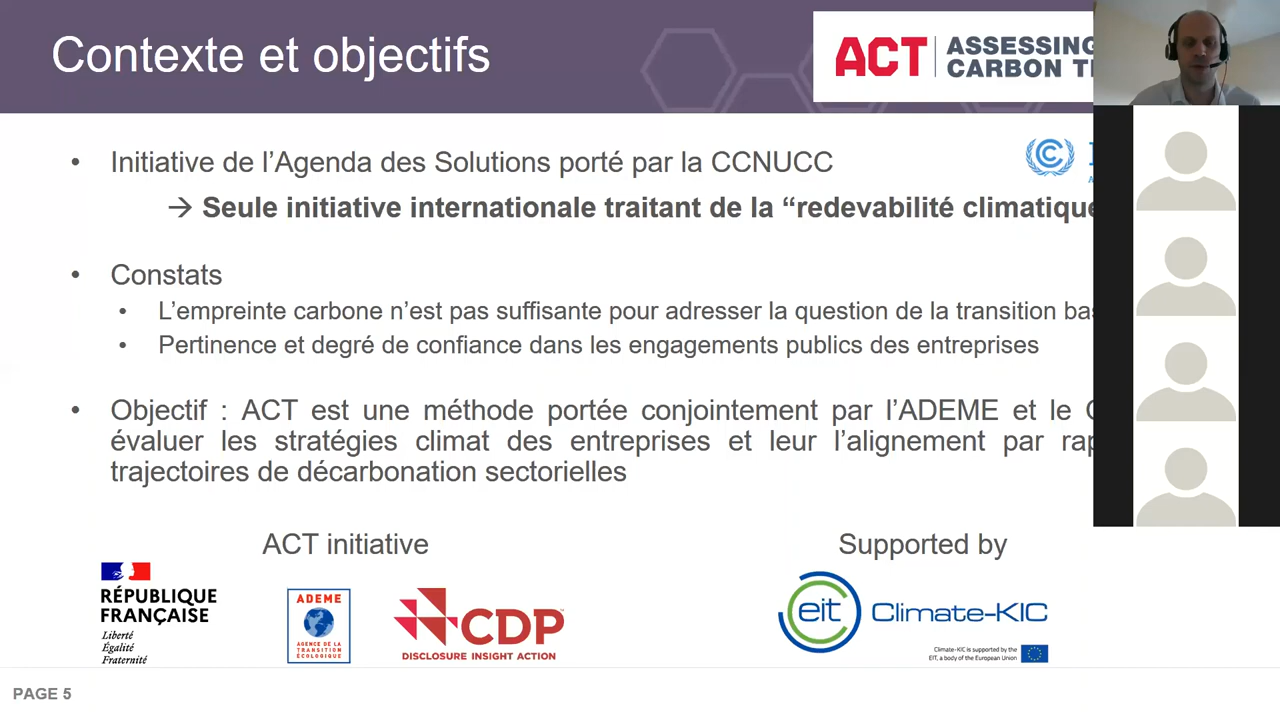 Contexte et objectifs
ACT
ASSESSING
CARBON
• Initiative de l’Agenda des Solutions porté par la CCNUCC
→ Seule initiative internationale traitant de la “redevabilité climatique
• Constats
• L’empreinte carbone n’est pas suffisante pour adresser la question de la transition
• Pertinence et degré de confiance dans les engagements publics des entreprises
• Objectif : ACT est une méthode portée conjointement par l’ADEME et le
évaluer les stratégies climat des entreprises et leur l’alignement par
trajectoires de décarbonation sectorielles
ACT initiative
Supported by
RÉPUBLIQUE
FRANÇAISE
Liberté
Égalité
Fraternité
ADEME
AGENCE DE LA
TRANSITION
ÉCOLOGIQUE
CDP
DISCLOSURE INSIGHT ACTION
eit Climate-KIC
Climate-KIC is supported by the
EIT, a body of the European Union
PAGE 5